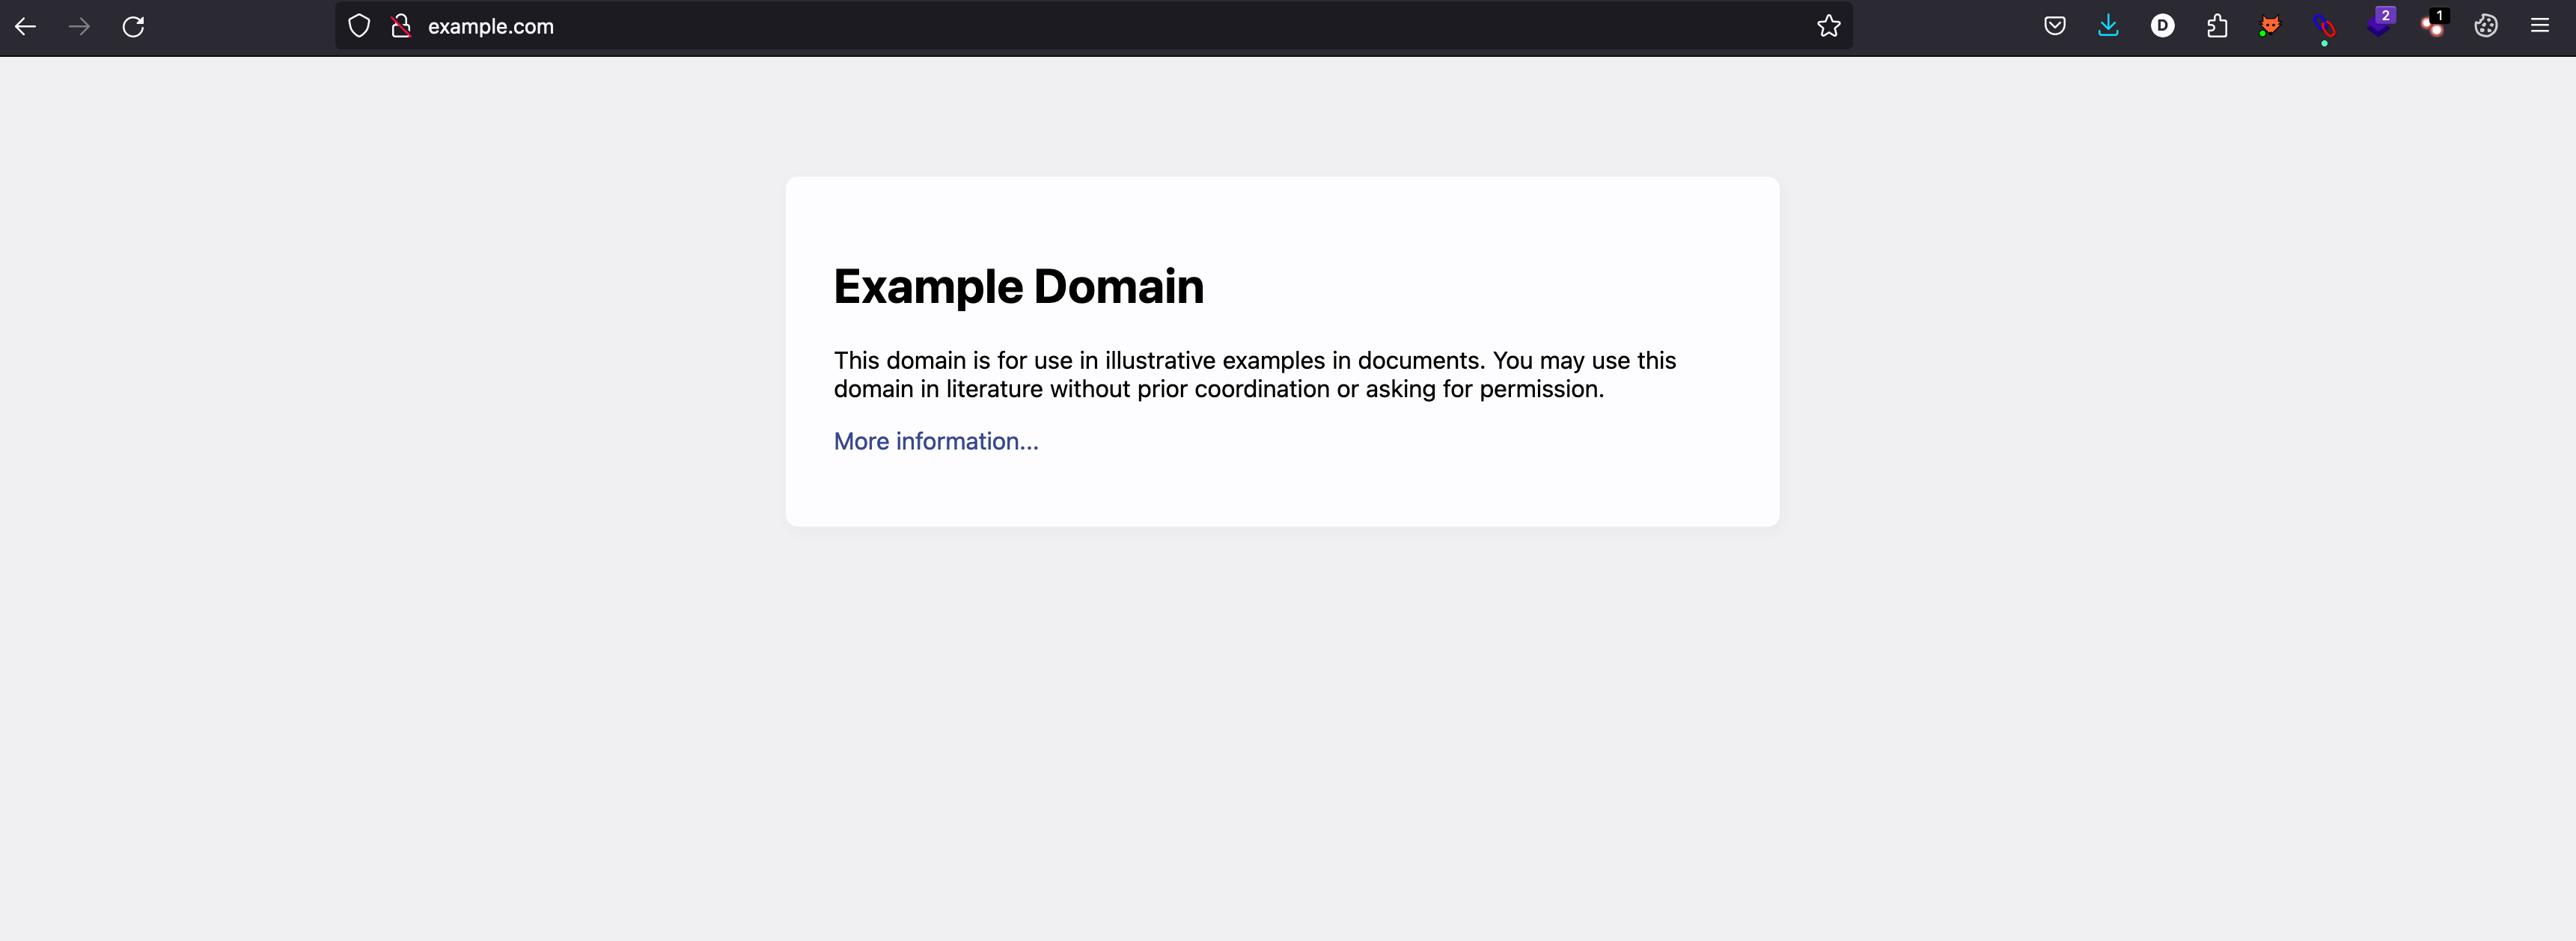 example.com
D
2
1
Example Domain
This domain is for use in illustrative examples in documents. You may use this
domain in literature without prior coordination or asking for permission.
More information...